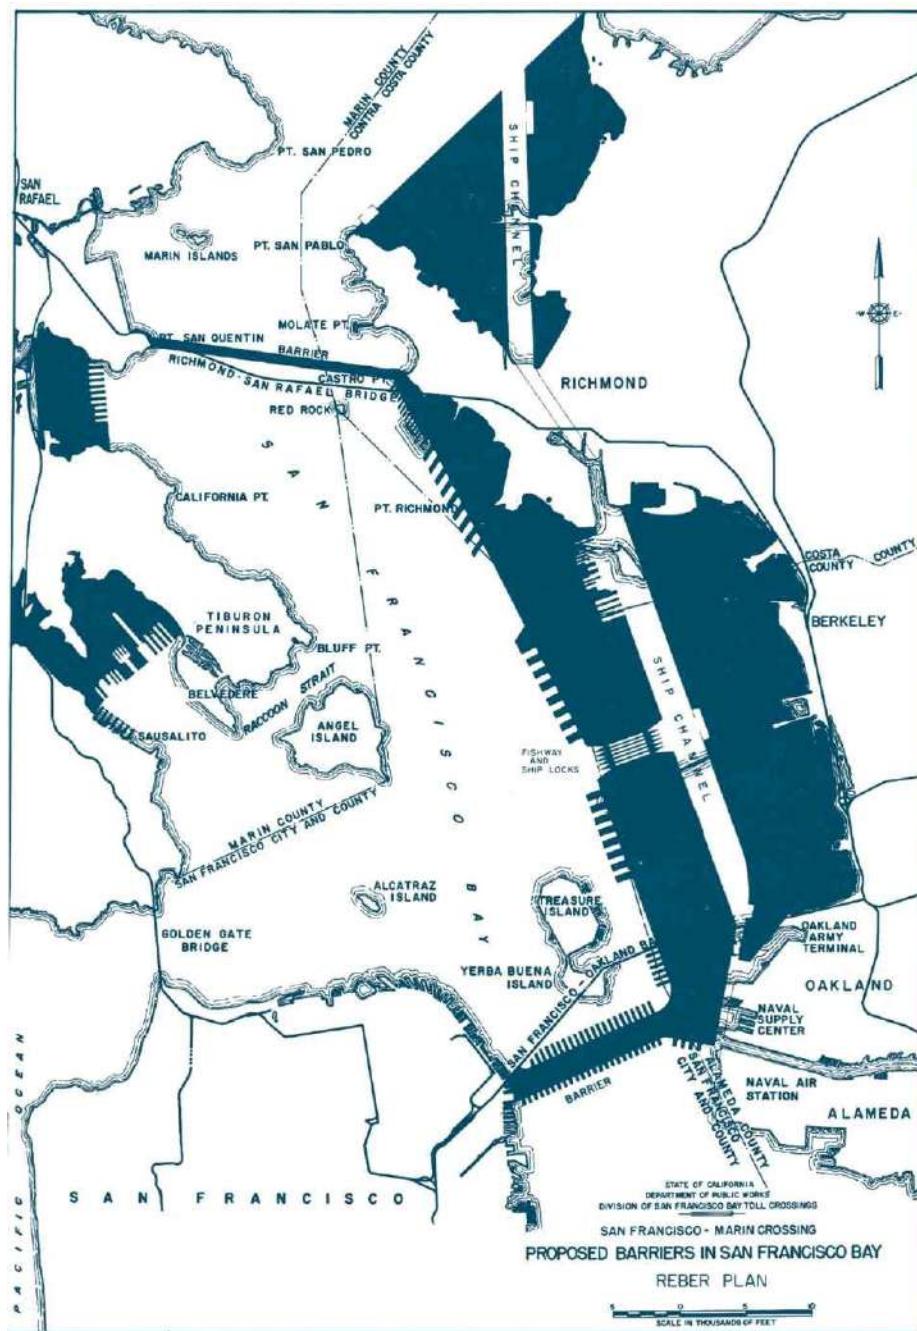 MARIN COUNTY
CONTRA COSTA COUNTY
SHIP CHANNEL
PT. SAN PEDRO
SAN
RAFAEL
MARIN ISLANDS
PT. SAN PABLO
W
E
MOLATE PT.
PT. SAN QUENTIN
BARRIER
CASTRO PT.
RICHMOND-SAN RAFAEL BRIDGE
RICHMOND
RED ROCK
SAN FRANCISCO BAY
CALIFORNIA PT.
PT. RICHMOND
COSTA
COUNTY
COUNTY
TIBURON
PENINSULA
BERKELEY
BLUFF PT.
SHIP CHANNEL
BELVEDERE
RACCOON STRAIT
SAUSALITO
ANGEL
ISLAND
FISHWAY
AND
SHIP LOCKS
MARIN COUNTY
SAN FRANCISCO CITY AND COUNTY
ALCATRAZ
ISLAND
TREASURE
ISLAND
GOLDEN GATE
BRIDGE
OAKLAND
ARMY
TERMINAL
YERBA BUENA
ISLAND
SAN FRANCISCO - OAKLAND BA
OAKLAND
NAVAL
SUPPLY
CENTER
BARRIER
ALAMEDA COUNTY
SAN FRANCISCO
CITY AND COUNTY
NAVAL AIR
STATION
ALAMEDA
PACIFIC OCEAN
SAN FRANCISCO
STATE OF CALIFORNIA
DEPARTMENT OF PUBLIC WORKS
DIVISION OF SAN FRANCISCO BAY TOLL CROSSINGS
SAN FRANCISCO - MARIN CROSSING
PROPOSED BARRIERS IN SAN FRANCISCO BAY
REBER PLAN
5 0 5 10
SCALE IN THOUSANDS OF FEET